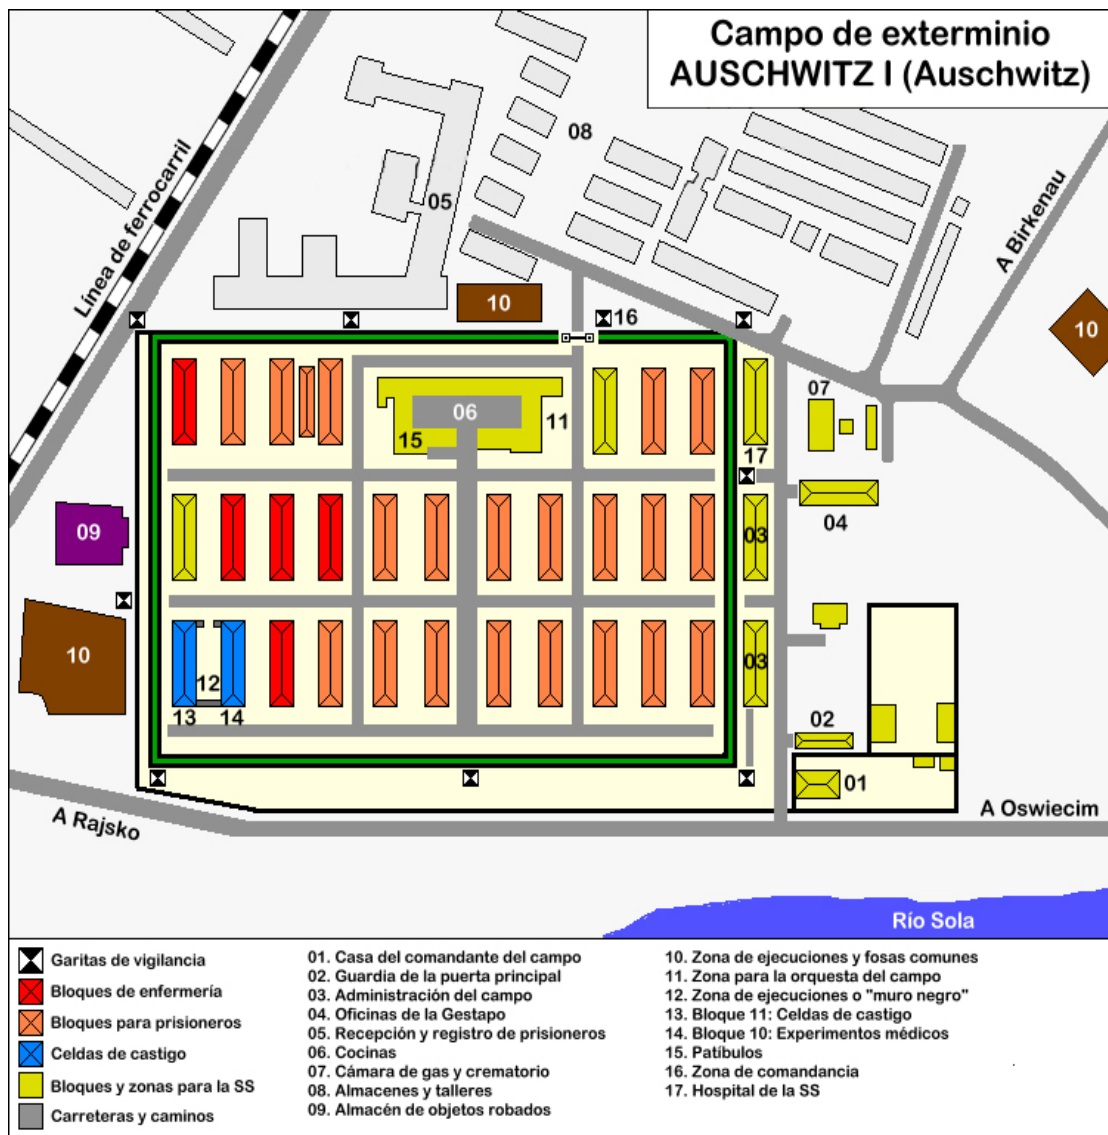 Campo de exterminio
AUSCHWITZ I (Auschwitz)
Línea de ferrocarril
08
05
A Birkenau
10
16
10
07
06
11
15
17
09
03
04
10
12
03
13
14
02
01
A Rajsko
A Oswiecim
Río Sola
Garitas de vigilancia
Bloques de enfermería
Bloques para prisioneros
Celdas de castigo
Bloques y zonas para la SS
Carreteras y caminos
01. Casa del comandante del campo
02. Guardia de la puerta principal
03. Administración del campo
04. Oficinas de la Gestapo
05. Recepción y registro de prisioneros
06. Cocinas
07. Cámara de gas y crematorio
08. Almacenes y talleres
09. Almacén de objetos robados
10. Zona de ejecuciones y fosas comunes
11. Zona para la orquesta del campo
12. Zona de ejecuciones o "muro negro"
13. Bloque 11: Celdas de castigo
14. Bloque 10: Experimentos médicos
15. Patíbulos
16. Zona de comandancia
17. Hospital de la SS